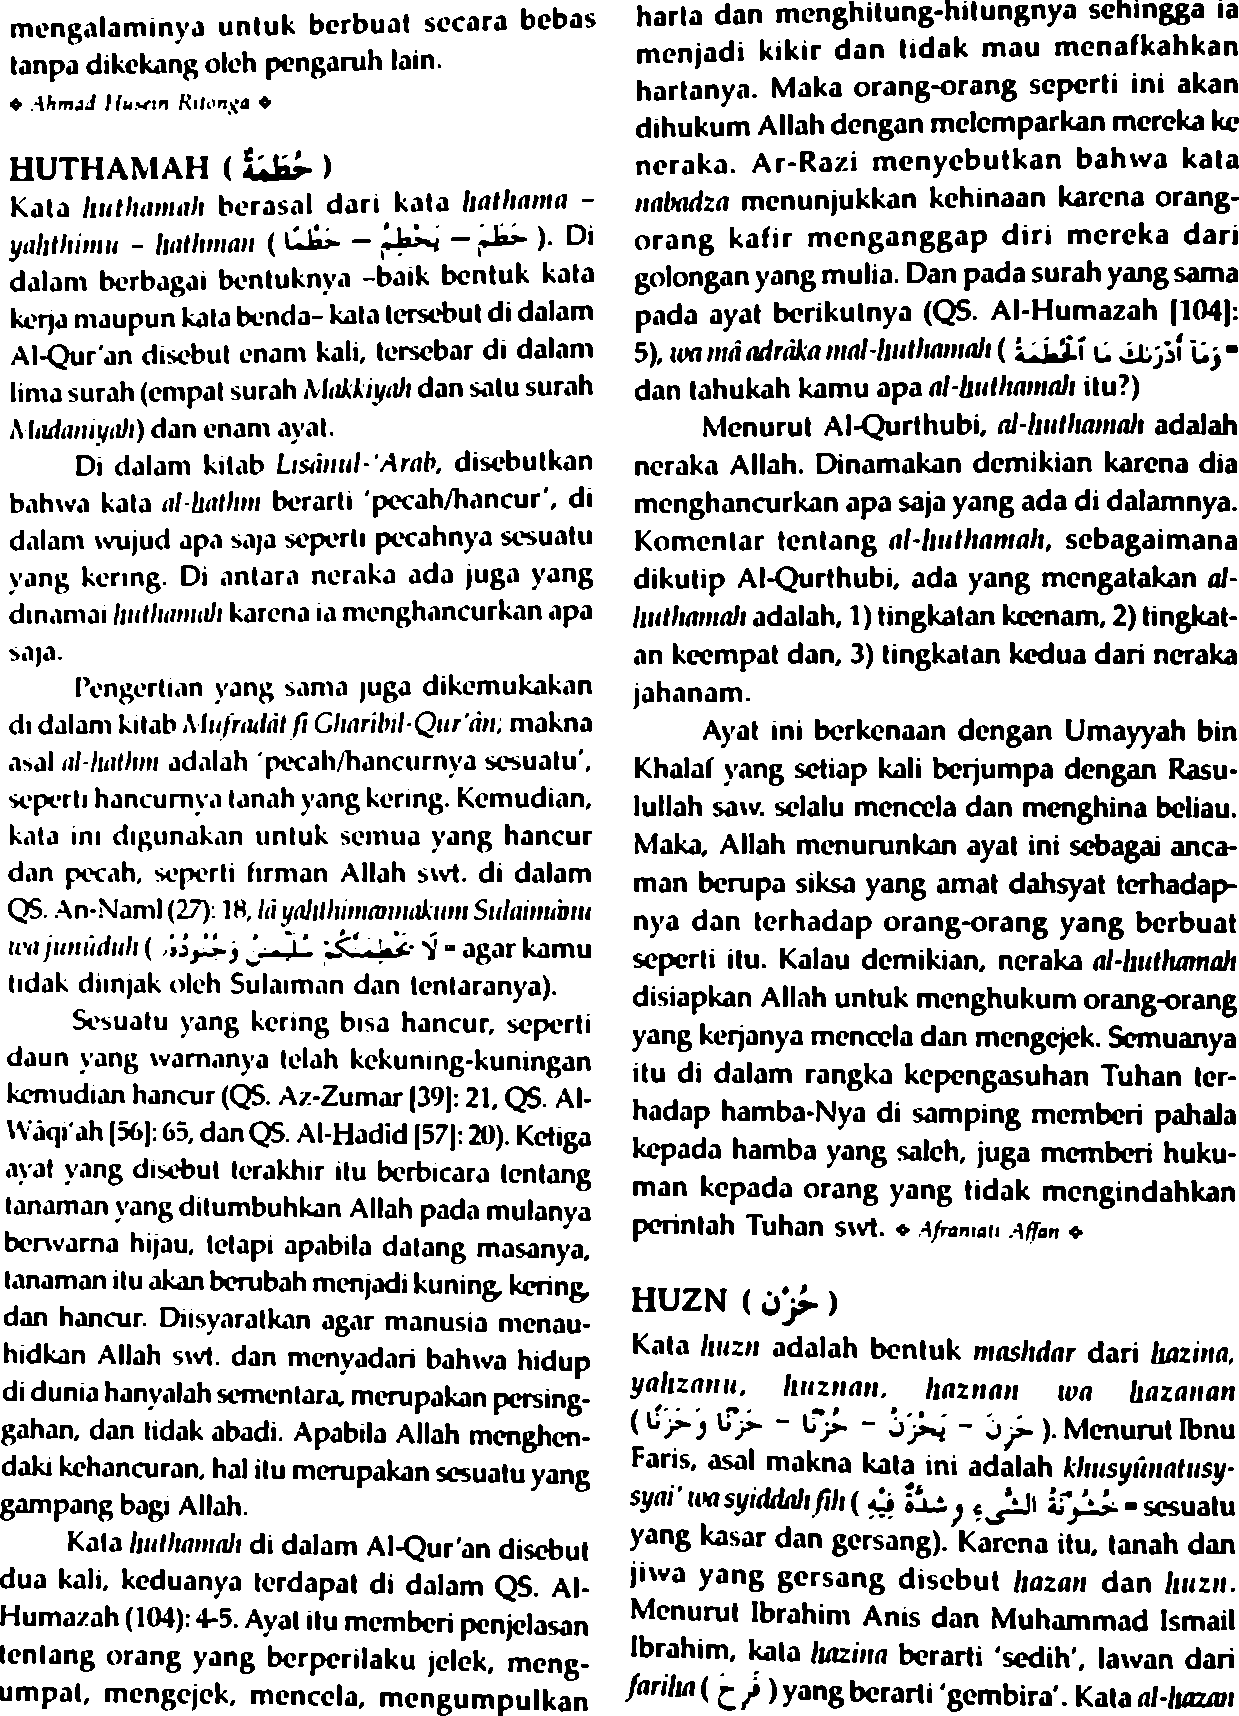 mengalaminya untuk berbuat secara bebas
tanpa dikekang oleh pengaruh lain.
◆ Ahmad Husein Ritonga ◆
HUTHAMAH ( حُطَمَةٌ )
Kata huthamah berasal dari kata hathama –
yahthimu – hathman ( حَطَمَ – يَحْطِمُ – حَطْمًا ). Di
dalam berbagai bentuknya –baik bentuk kata
kerja maupun kata benda– kata tersebut di dalam
Al-Qur'an disebut enam kali, tersebar di dalam
lima surah (empat surah Makkiyah dan satu surah
Madaniyah) dan enam ayat.
Di dalam kitab Lisânul-'Arab, disebutkan
bahwa kata al-hathm berarti 'pecah/hancur', di
dalam wujud apa saja seperti pecahnya sesuatu
yang kering. Di antara neraka ada juga yang
dinamai huthamah karena ia menghancurkan apa
saja.
Pengertian yang sama juga dikemukakan
di dalam kitab Mufradât fî Gharibil-Qur'ân; makna
asal al-hathm adalah 'pecah/hancurnya sesuatu',
seperti hancurnya tanah yang kering. Kemudian,
kata ini digunakan untuk semua yang hancur
dan pecah, seperti firman Allah swt. di dalam
QS. An-Naml (27): 18, lâ yahthimannakum Sulaimânu
wa junûduh ( لَا يَحْطِمَنَّكُمْ سُلَيْمَٰنُ وَجُنُودُهُ = agar kamu
tidak diinjak oleh Sulaiman dan tentaranya).
Sesuatu yang kering bisa hancur, seperti
daun yang warnanya telah kekuning-kuningan
kemudian hancur (QS. Az-Zumar [39]: 21, QS. Al-
Wâqi'ah [56]: 65, dan QS. Al-Hadid [57]: 20). Ketiga
ayat yang disebut terakhir itu berbicara tentang
tanaman yang ditumbuhkan Allah pada mulanya
berwarna hijau, tetapi apabila datang masanya,
tanaman itu akan berubah menjadi kuning, kering,
dan hancur. Diisyaratkan agar manusia menau-
hidkan Allah swt. dan menyadari bahwa hidup
di dunia hanyalah sementara, merupakan persing-
gahan, dan tidak abadi. Apabila Allah menghen-
daki kehancuran, hal itu merupakan sesuatu yang
gampang bagi Allah.
Kata huthamah di dalam Al-Qur'an disebut
dua kali, keduanya terdapat di dalam QS. Al-
Humazah (104): 4-5. Ayat itu memberi penjelasan
tentang orang yang berperilaku jelek, meng-
umpat, mengejek, mencela, mengumpulkan
harta dan menghitung-hitungnya sehingga ia
menjadi kikir dan tidak mau menafkahkan
hartanya. Maka orang-orang seperti ini akan
dihukum Allah dengan melemparkan mereka ke
neraka. Ar-Razi menyebutkan bahwa kata
nabadza menunjukkan kehinaan karena orang-
orang kafir menganggap diri mereka dari
golongan yang mulia. Dan pada surah yang sama
pada ayat berikutnya (QS. Al-Humazah [104]:
5), wa mâ adrâka mal-huthamah ( وَمَآ أَدْرَىٰكَ مَا ٱلْحُطَمَةُ =
dan tahukah kamu apa al-huthamah itu?)
Menurut Al-Qurthubi, al-huthamah adalah
neraka Allah. Dinamakan demikian karena dia
menghancurkan apa saja yang ada di dalamnya.
Komentar tentang al-huthamah, sebagaimana
dikutip Al-Qurthubi, ada yang mengatakan al-
huthamah adalah, 1) tingkatan keenam, 2) tingkat-
an keempat dan, 3) tingkatan kedua dari neraka
jahanam.
Ayat ini berkenaan dengan Umayyah bin
Khalaf yang setiap kali berjumpa dengan Rasu-
lullah saw. selalu mencela dan menghina beliau.
Maka, Allah menurunkan ayat ini sebagai anca-
man berupa siksa yang amat dahsyat terhadap-
nya dan terhadap orang-orang yang berbuat
seperti itu. Kalau demikian, neraka al-huthamah
disiapkan Allah untuk menghukum orang-orang
yang kerjanya mencela dan mengejek. Semuanya
itu di dalam rangka kepengasuhan Tuhan ter-
hadap hamba-Nya di samping memberi pahala
kepada hamba yang saleh, juga memberi huku-
man kepada orang yang tidak mengindahkan
perintah Tuhan swt. ◆ Afraniati Affan ◆
HUZN ( حُزْن )
Kata huzn adalah bentuk mashdar dari hazina,
yahzanu, huznan, haznan wa hazanan
( حَزِنَ – يَحْزَنُ – حُزْنًا – حَزْنًا وَحَزَنًا ). Menurut Ibnu
Faris, asal makna kata ini adalah khusyûnatusy-
syai' wa syiddah fîh ( خُشُوْنَةُ الشَّيْءِ وَشِدَّةٌ فِيْهِ = sesuatu
yang kasar dan gersang). Karena itu, tanah dan
jiwa yang gersang disebut hazan dan huzn.
Menurut Ibrahim Anis dan Muhammad Ismail
Ibrahim, kata hazina berarti 'sedih', lawan dari
fariha ( فَرِحَ ) yang berarti 'gembira'. Kata al-hazan